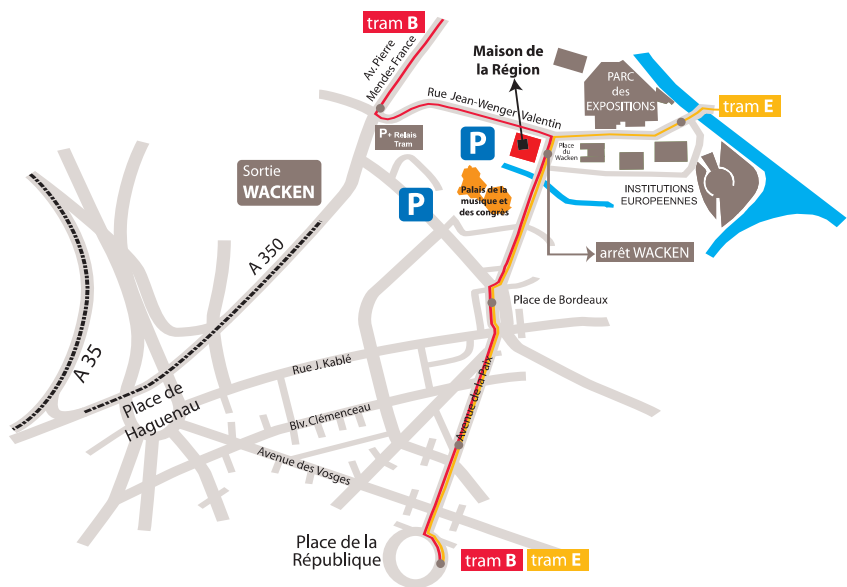 tram B
Av. Pierre
Mendes France
Maison de
la Région
Rue Jean-Wenger Valentin
PARC
des
EXPOSITIONS
tram E
P+ Relais
Tram
P
Place
du
Wacken
Sortie
WACKEN
P
Palais de la
musique et
des congrès
INSTITUTIONS
EUROPEENNES
arrêt WACKEN
A 350
Place de Bordeaux
A 35
Rue J. Kablé
Place de
Haguenau
Blv. Clémenceau
Avenue de la Paix
Avenue des Vosges
Place de la
République
tram B
tram E